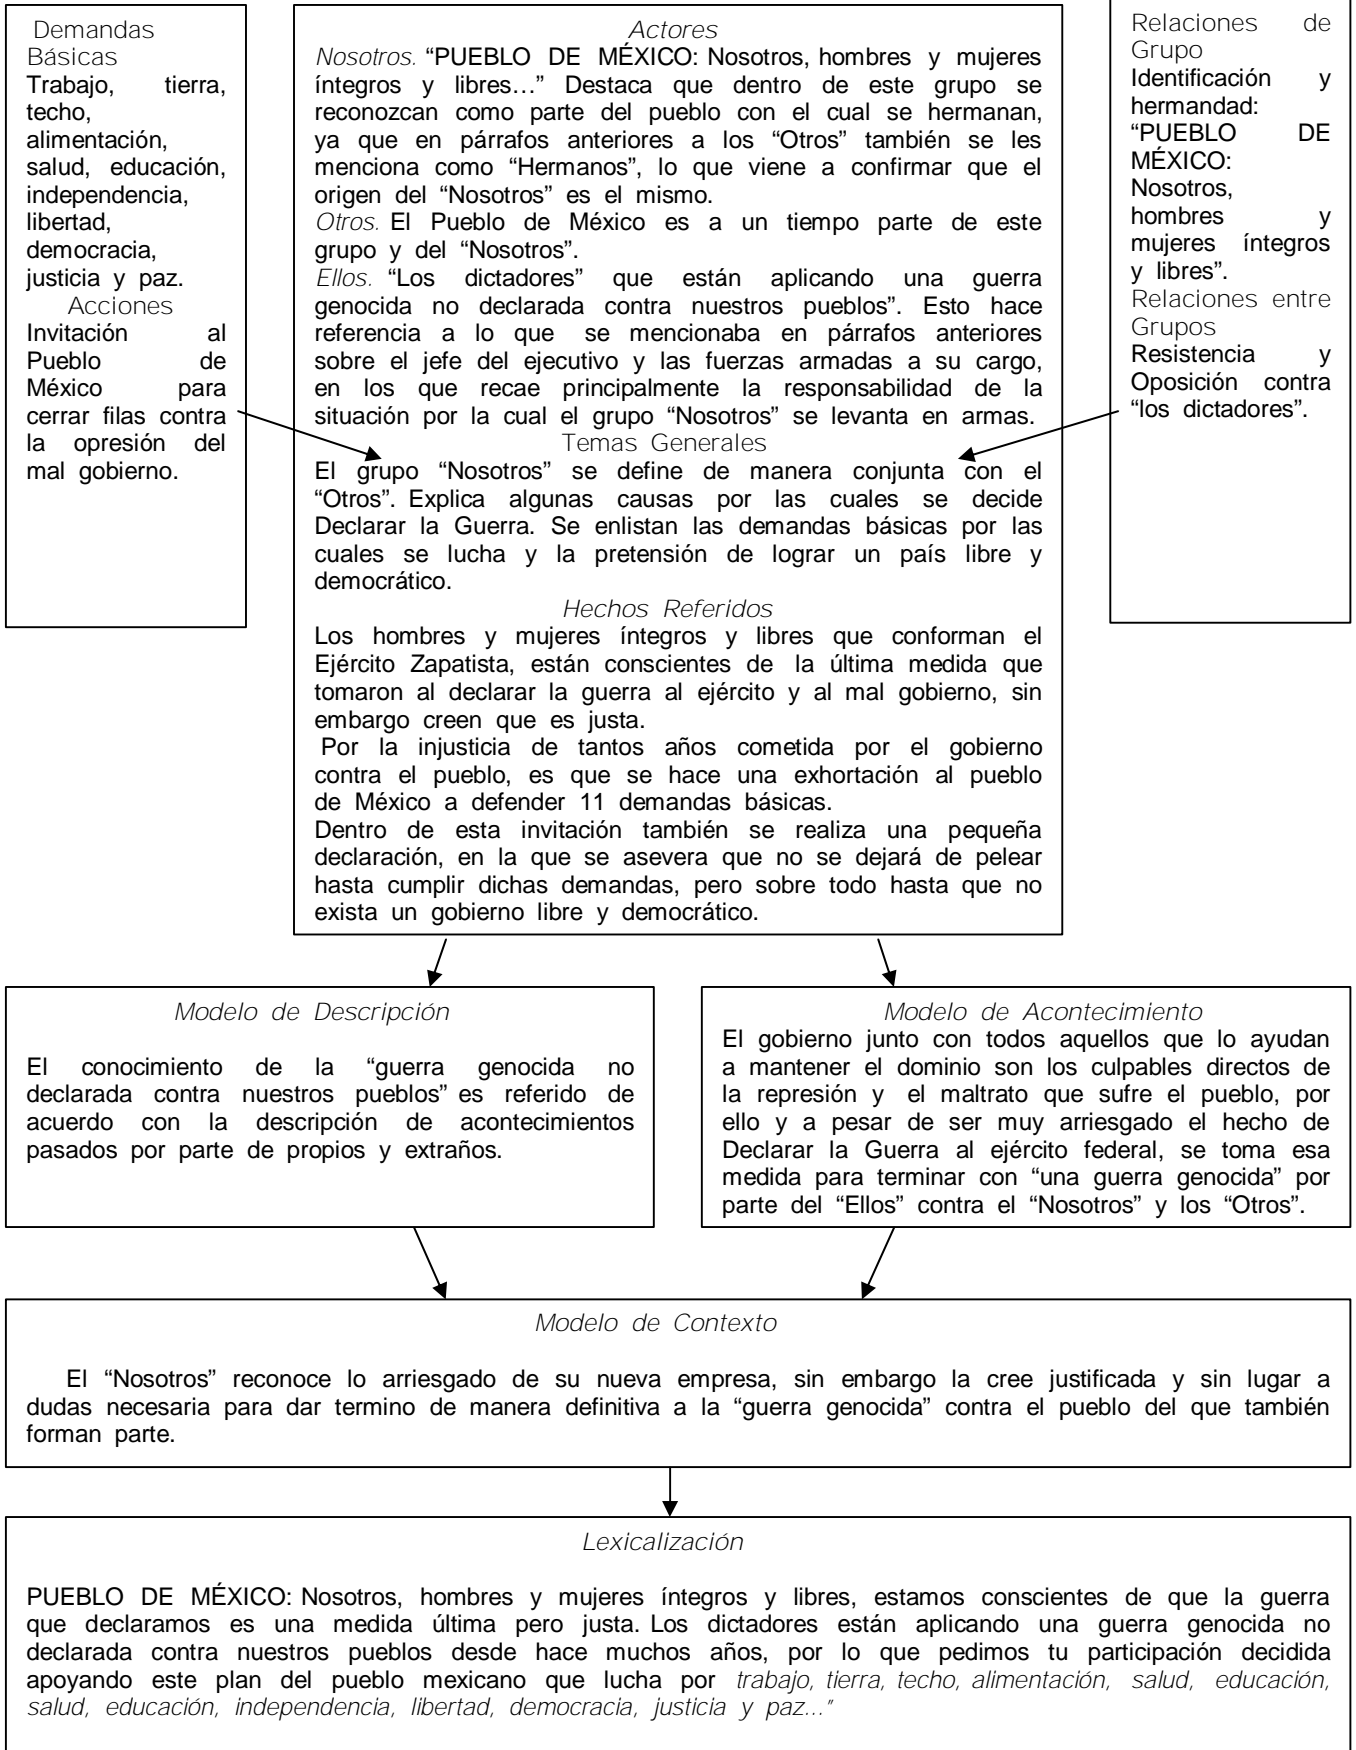 Demandas
Básicas
Trabajo, tierra,
techo,
alimentación,
salud, educación,
independencia,
libertad,
democracia,
justicia y paz.
Acciones
Invitación al
Pueblo de
México para
cerrar filas contra
la opresión del
mal gobierno.
Actores
Nosotros. “PUEBLO DE MÉXICO: Nosotros, hombres y mujeres
íntegros y libres…” Destaca que dentro de este grupo se
reconozcan como parte del pueblo con el cual se hermanan,
ya que en párrafos anteriores a los “Otros” también se les
menciona como “Hermanos”, lo que viene a confirmar que el
origen del “Nosotros” es el mismo.
Otros. El Pueblo de México es a un tiempo parte de este
grupo y del “Nosotros”.
Ellos. “Los dictadores” que están aplicando una guerra
genocida no declarada contra nuestros pueblos”. Esto hace
referencia a lo que se mencionaba en párrafos anteriores
sobre el jefe del ejecutivo y las fuerzas armadas a su cargo,
en los que recae principalmente la responsabilidad de la
situación por la cual el grupo “Nosotros” se levanta en armas.
Temas Generales
El grupo “Nosotros” se define de manera conjunta con el
“Otros”. Explica algunas causas por las cuales se decide
Declarar la Guerra. Se enlistan las demandas básicas por las
cuales se lucha y la pretensión de lograr un país libre y
democrático.
Hechos Referidos
Los hombres y mujeres íntegros y libres que conforman el
Ejército Zapatista, están conscientes de la última medida que
tomaron al declarar la guerra al ejército y al mal gobierno, sin
embargo creen que es justa.
Por la injusticia de tantos años cometida por el gobierno
contra el pueblo, es que se hace una exhortación al pueblo
de México a defender 11 demandas básicas.
Dentro de esta invitación también se realiza una pequeña
declaración, en la que se asevera que no se dejará de pelear
hasta cumplir dichas demandas, pero sobre todo hasta que no
exista un gobierno libre y democrático.
Relaciones de
Grupo
Identificación y
hermandad:
“PUEBLO DE
MÉXICO:
Nosotros,
hombres y
mujeres íntegros
y libres”.
Relaciones entre
Grupos
Resistencia y
Oposición contra
“los dictadores”.
Modelo de Descripción
El conocimiento de la “guerra genocida no
declarada contra nuestros pueblos” es referido de
acuerdo con la descripción de acontecimientos
pasados por parte de propios y extraños.
Modelo de Acontecimiento
El gobierno junto con todos aquellos que lo ayudan
a mantener el dominio son los culpables directos de
la represión y el maltrato que sufre el pueblo, por
ello y a pesar de ser muy arriesgado el hecho de
Declarar la Guerra al ejército federal, se toma esa
medida para terminar con “una guerra genocida” por
parte del “Ellos” contra el “Nosotros” y los “Otros”.
Modelo de Contexto
El “Nosotros” reconoce lo arriesgado de su nueva empresa, sin embargo la cree justificada y sin lugar a
dudas necesaria para dar termino de manera definitiva a la “guerra genocida” contra el pueblo del que también
forman parte.
Lexicalización
PUEBLO DE MÉXICO: Nosotros, hombres y mujeres íntegros y libres, estamos conscientes de que la guerra
que declaramos es una medida última pero justa. Los dictadores están aplicando una guerra genocida no
declarada contra nuestros pueblos desde hace muchos años, por lo que pedimos tu participación decidida
apoyando este plan del pueblo mexicano que lucha por trabajo, tierra, techo, alimentación, salud, educación,
salud, educación, independencia, libertad, democracia, justicia y paz…”